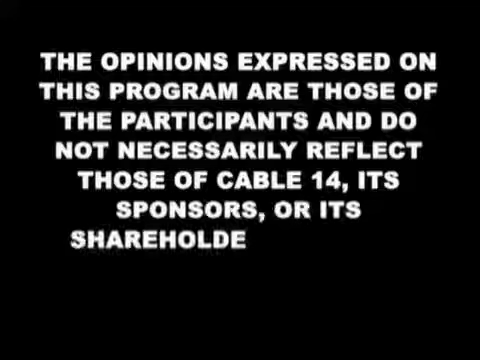 THE OPINIONS EXPRESSED ON
THIS PROGRAM ARE THOSE OF
THE PARTICIPANTS AND DO
NOT NECESSARILY REFLECT
THOSE OF CABLE 14, ITS
SPONSORS, OR ITS
SHAREHOLDE